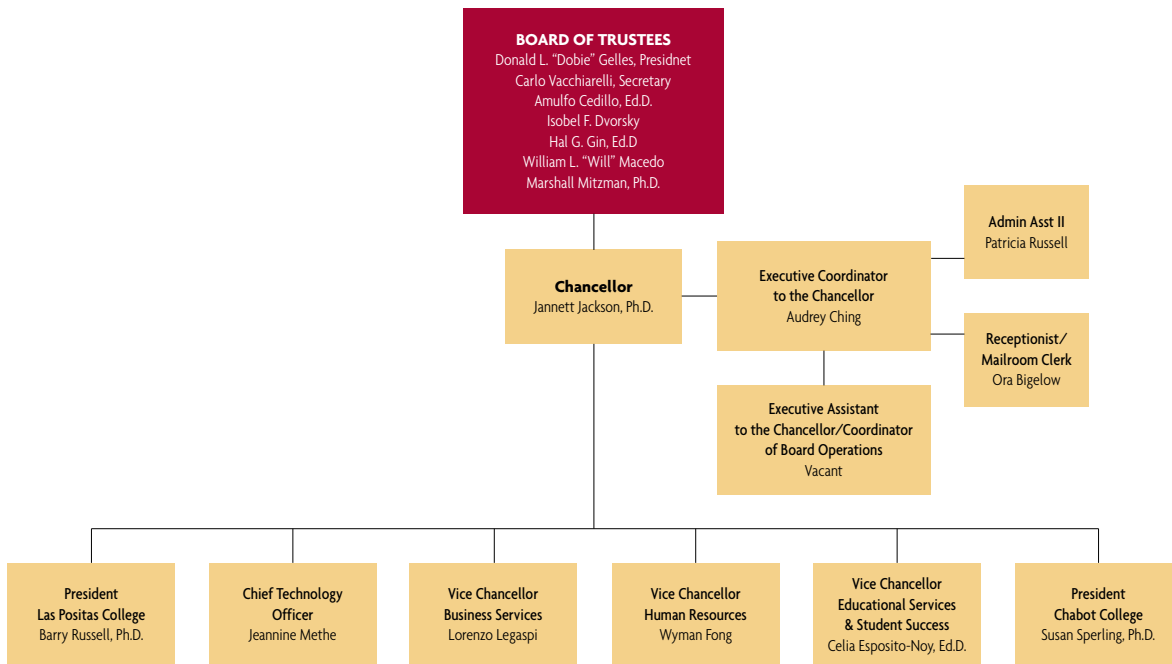 BOARD OF TRUSTEES
Donald L. “Dobie” Gelles, Presidnet
Carlo Vacchiarelli, Secretary
Amulfo Cedillo, Ed.D.
Isobel F. Dvorsky
Hal G. Gin, Ed.D
William L. “Will” Macedo
Marshall Mitzman, Ph.D.
Chancellor
Jannett Jackson, Ph.D.
Executive Coordinator
to the Chancellor
Audrey Ching
Admin Asst II
Patricia Russell
Receptionist/
Mailroom Clerk
Ora Bigelow
Executive Assistant
to the Chancellor/Coordinator
of Board Operations
Vacant
President
Las Positas College
Barry Russell, Ph.D.
Chief Technology
Officer
Jeannine Methe
Vice Chancellor
Business Services
Lorenzo Legaspi
Vice Chancellor
Human Resources
Wyman Fong
Vice Chancellor
Educational Services
& Student Success
Celia Esposito-Noy, Ed.D.
President
Chabot College
Susan Sperling, Ph.D.